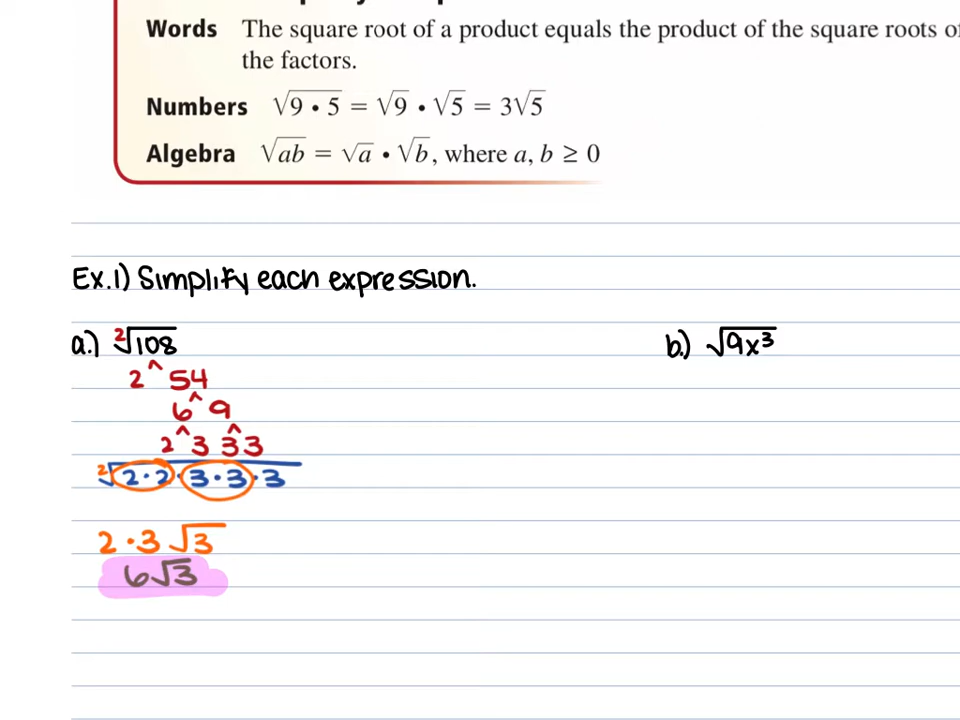 Words The square root of a product equals the product of the square roots of
the factors.
Numbers √9 • 5 = √9 • √5 = 3√5
Algebra √ab = √a • √b, where a, b ≥ 0
Ex.1) Simplify each expression.
a.) ²√108
2 ^ 54
6 ^ 9
2 ^ 3 3 ^ 3
²√2·2·3·3·3
2·3√3
6√3
b.) √9x³